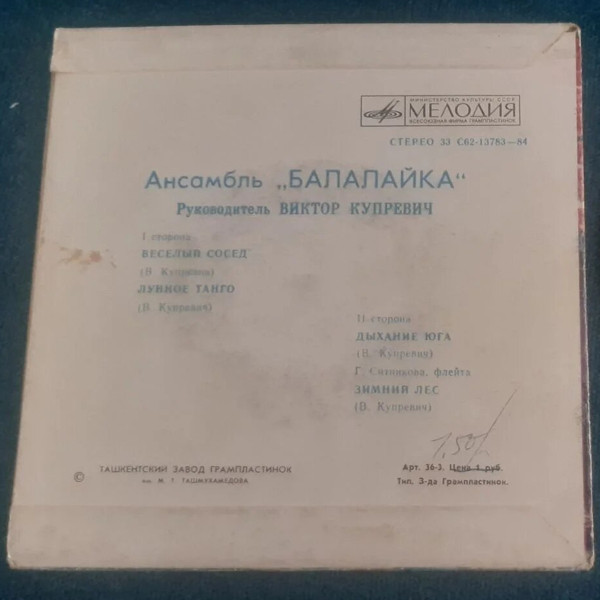 МИНИСТЕРСТВО КУЛЬТУРЫ СССР
МЕЛОДИЯ
ВСЕСОЮЗНАЯ ФИРМА ГРАМПЛАСТИНОК
СТЕРЕО 33 С62-13783—84
Ансамбль „БАЛАЛАЙКА"
Руководитель ВИКТОР КУПРЕВИЧ
I сторона
ВЕСЕЛЫЙ СОСЕД
(В. Купревич)
ЛУННОЕ ТАНГО
(В. Купревич)
II сторона
ДЫХАНИЕ ЮГА
(В. Купревич)
Г. Ситникова, флейта
ЗИМНИЙ ЛЕС
(В. Купревич)
1,50
Арт. 36-3. Цена 1 руб.
Тип. З-да Грампластинок.
© ТАШКЕНТСКИЙ ЗАВОД ГРАМПЛАСТИНОК
им. М. Т. ТАШМУХАМЕДОВА